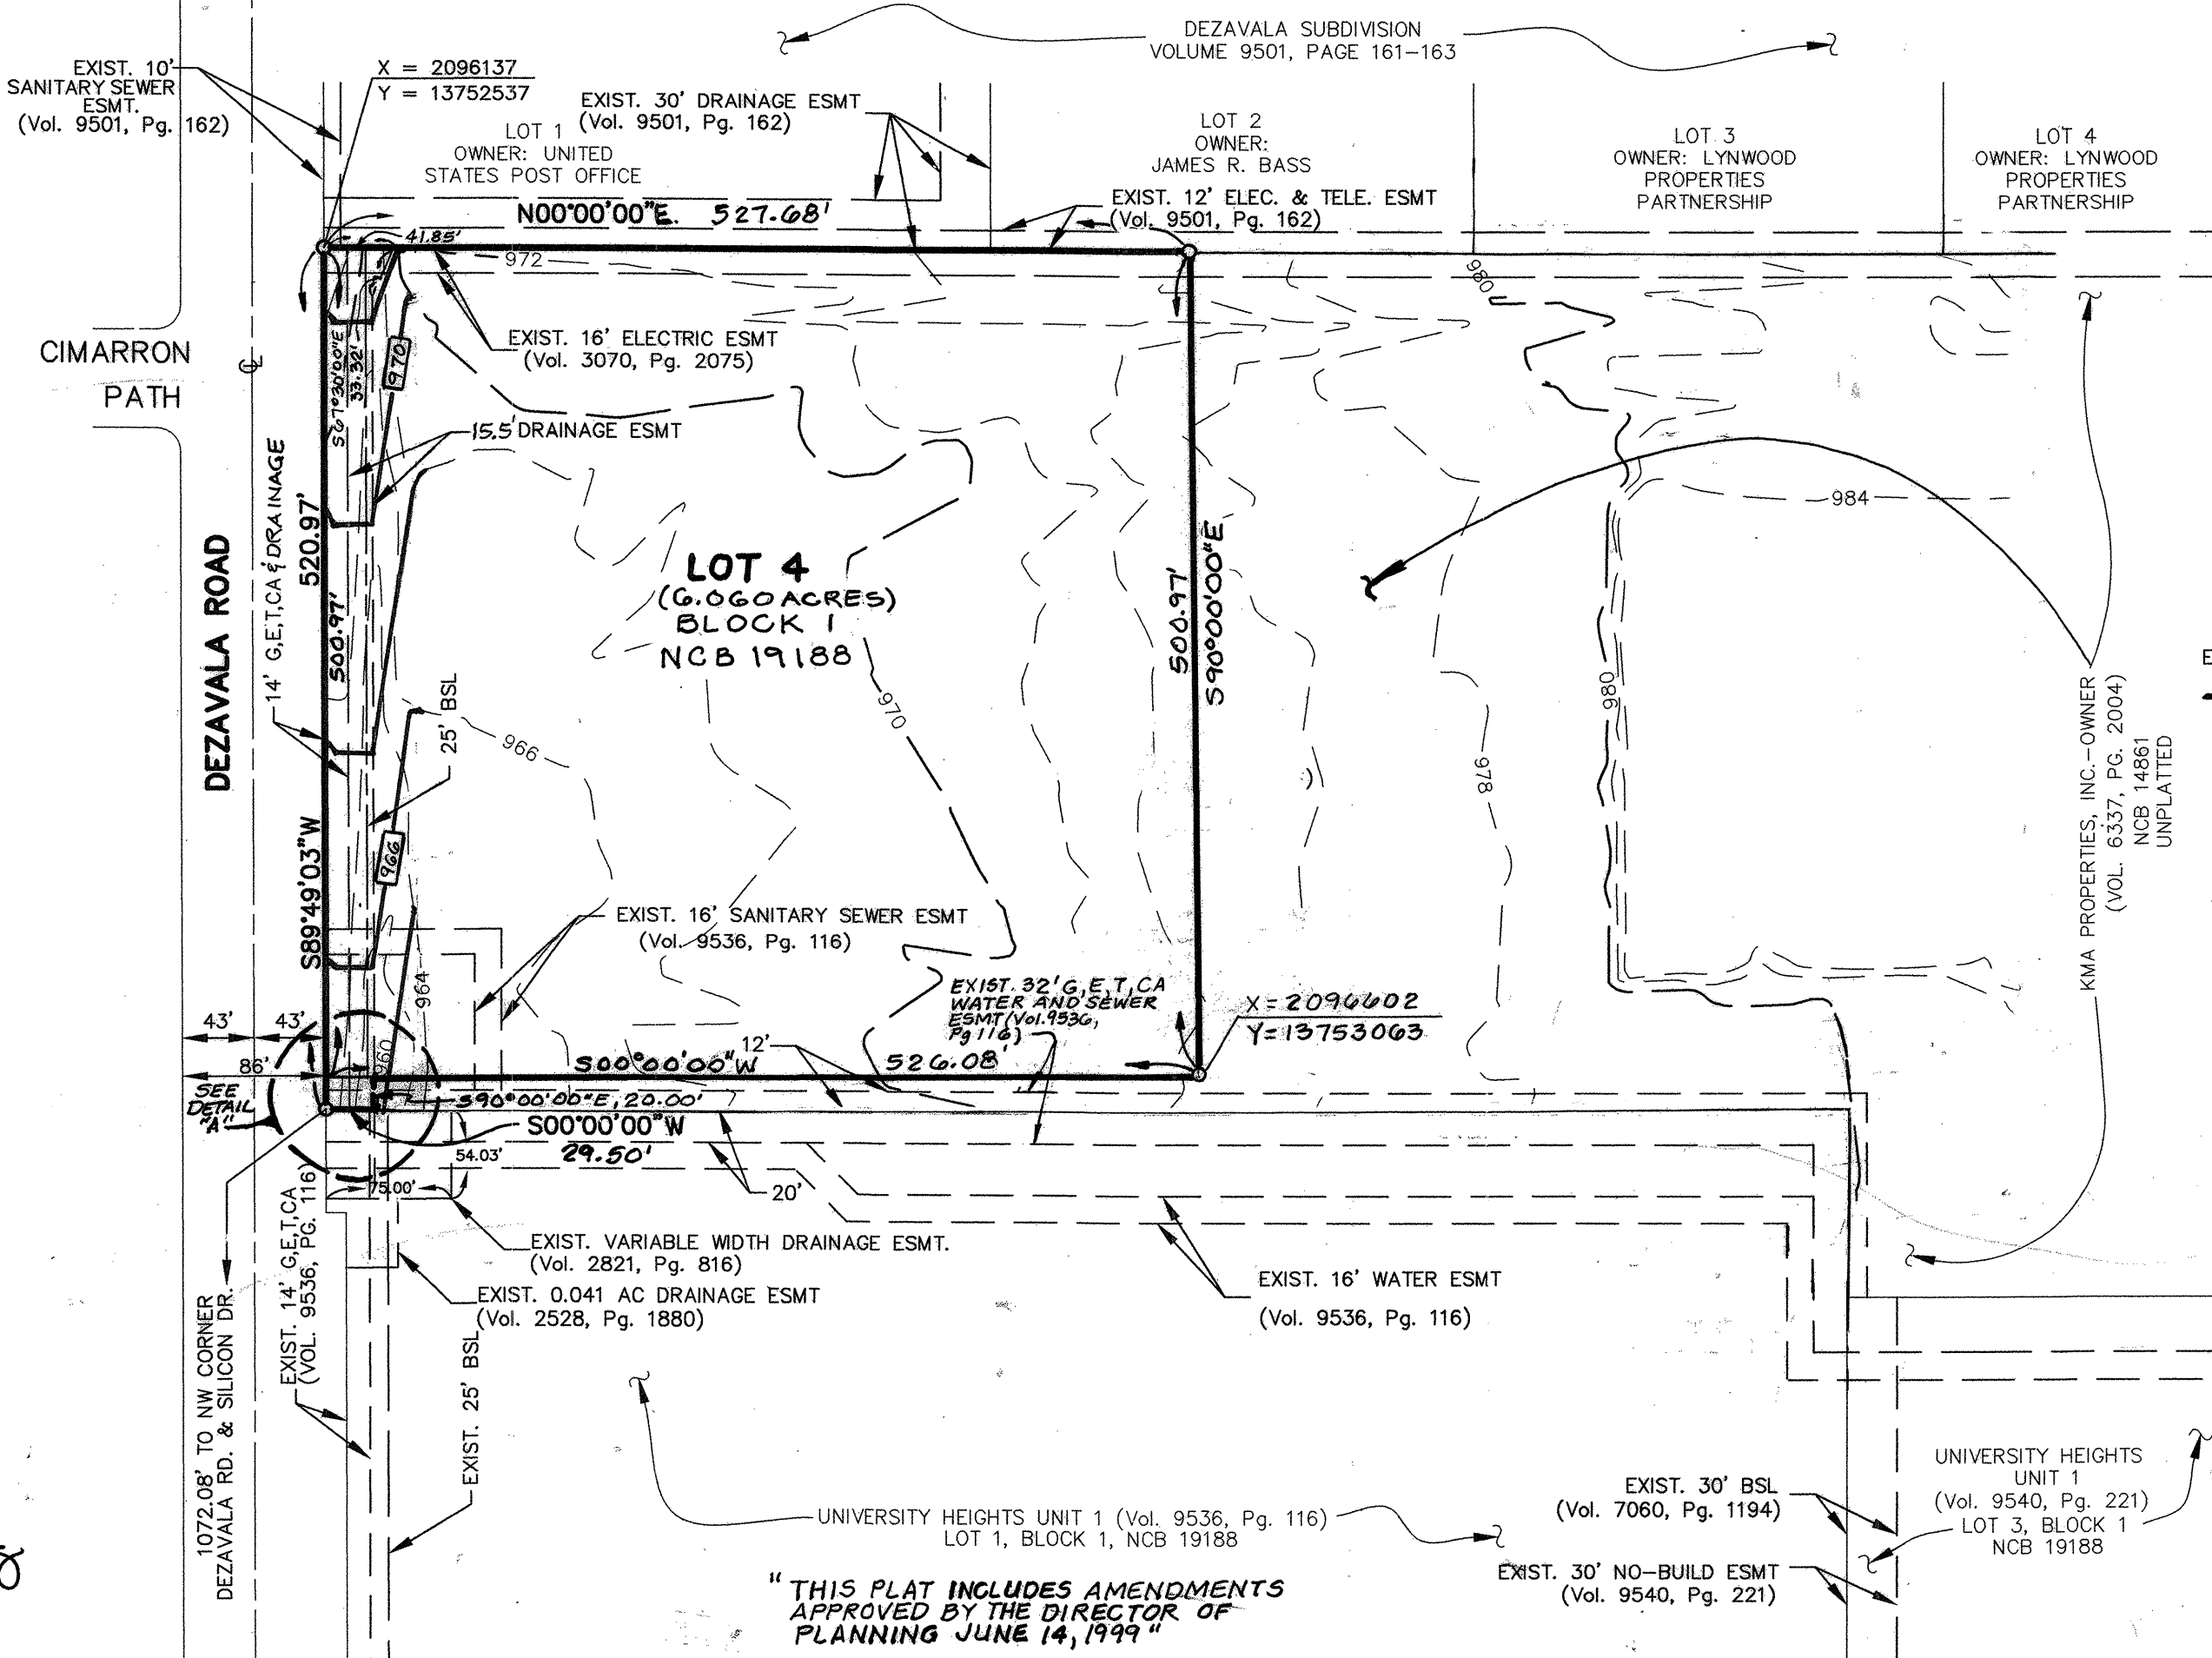 DEZAVALA SUBDIVISION
VOLUME 9501, PAGE 161-163
EXIST. 10'
SANITARY SEWER
ESMT.
(Vol. 9501, Pg. 162)
X = 2096137
Y = 13752537
EXIST. 30' DRAINAGE ESMT
(Vol. 9501, Pg. 162)
LOT 1
OWNER: UNITED
STATES POST OFFICE
LOT 2
OWNER:
JAMES R. BASS
LOT 3
OWNER: LYNWOOD
PROPERTIES
PARTNERSHIP
LOT 4
OWNER: LYNWOOD
PROPERTIES
PARTNERSHIP
EXIST. 12' ELEC. & TELE. ESMT
(Vol. 9501, Pg. 162)
N00°00'00"E. 527.68'
41.85'
972
980
EXIST. 16' ELECTRIC ESMT
(Vol. 3070, Pg. 2075)
CIMARRON
PATH
S67°30'00"E
33.32'
970
15.5' DRAINAGE ESMT
984
DEZAVALA ROAD
14' G,E,T,CA & DRAINAGE
520.97'
500.97'
S89°49'03"W
LOT 4
(6.060 ACRES)
BLOCK 1
NCB 19188
500.97'
S90°00'00"E
25' BSL
966
970
980
978
966
KMA PROPERTIES, INC.-OWNER
(VOL. 6337, PG. 2004)
NCB 14861
UNPLATTED
E
EXIST. 16' SANITARY SEWER ESMT
(Vol. 9536, Pg. 116)
964
960
EXIST. 32' G,E,T,CA
WATER AND SEWER
ESMT (Vol. 9536,
Pg 116)
X = 2096602
Y = 13753063
43'
43'
86'
12'
S00°00'00"W 526.08'
SEE
DETAIL
"A"
S90°00'00"E, 20.00'
S00°00'00"W
29.50'
54.03'
75.00'
20'
EXIST. VARIABLE WIDTH DRAINAGE ESMT.
(Vol. 2821, Pg. 816)
EXIST. 0.041 AC DRAINAGE ESMT
(Vol. 2528, Pg. 1880)
EXIST. 16' WATER ESMT
(Vol. 9536, Pg. 116)
EXIST. 14' G,E,T,CA
(VOL. 9536, PG. 116)
1072.08' TO NW CORNER
DEZAVALA RD. & SILICON DR.
EXIST. 25' BSL
UNIVERSITY HEIGHTS UNIT 1 (Vol. 9536, Pg. 116)
LOT 1, BLOCK 1, NCB 19188
EXIST. 30' BSL
(Vol. 7060, Pg. 1194)
EXIST. 30' NO-BUILD ESMT
(Vol. 9540, Pg. 221)
UNIVERSITY HEIGHTS
UNIT 1
(Vol. 9540, Pg. 221)
LOT 3, BLOCK 1
NCB 19188
"THIS PLAT INCLUDES AMENDMENTS
APPROVED BY THE DIRECTOR OF
PLANNING JUNE 14, 1999"